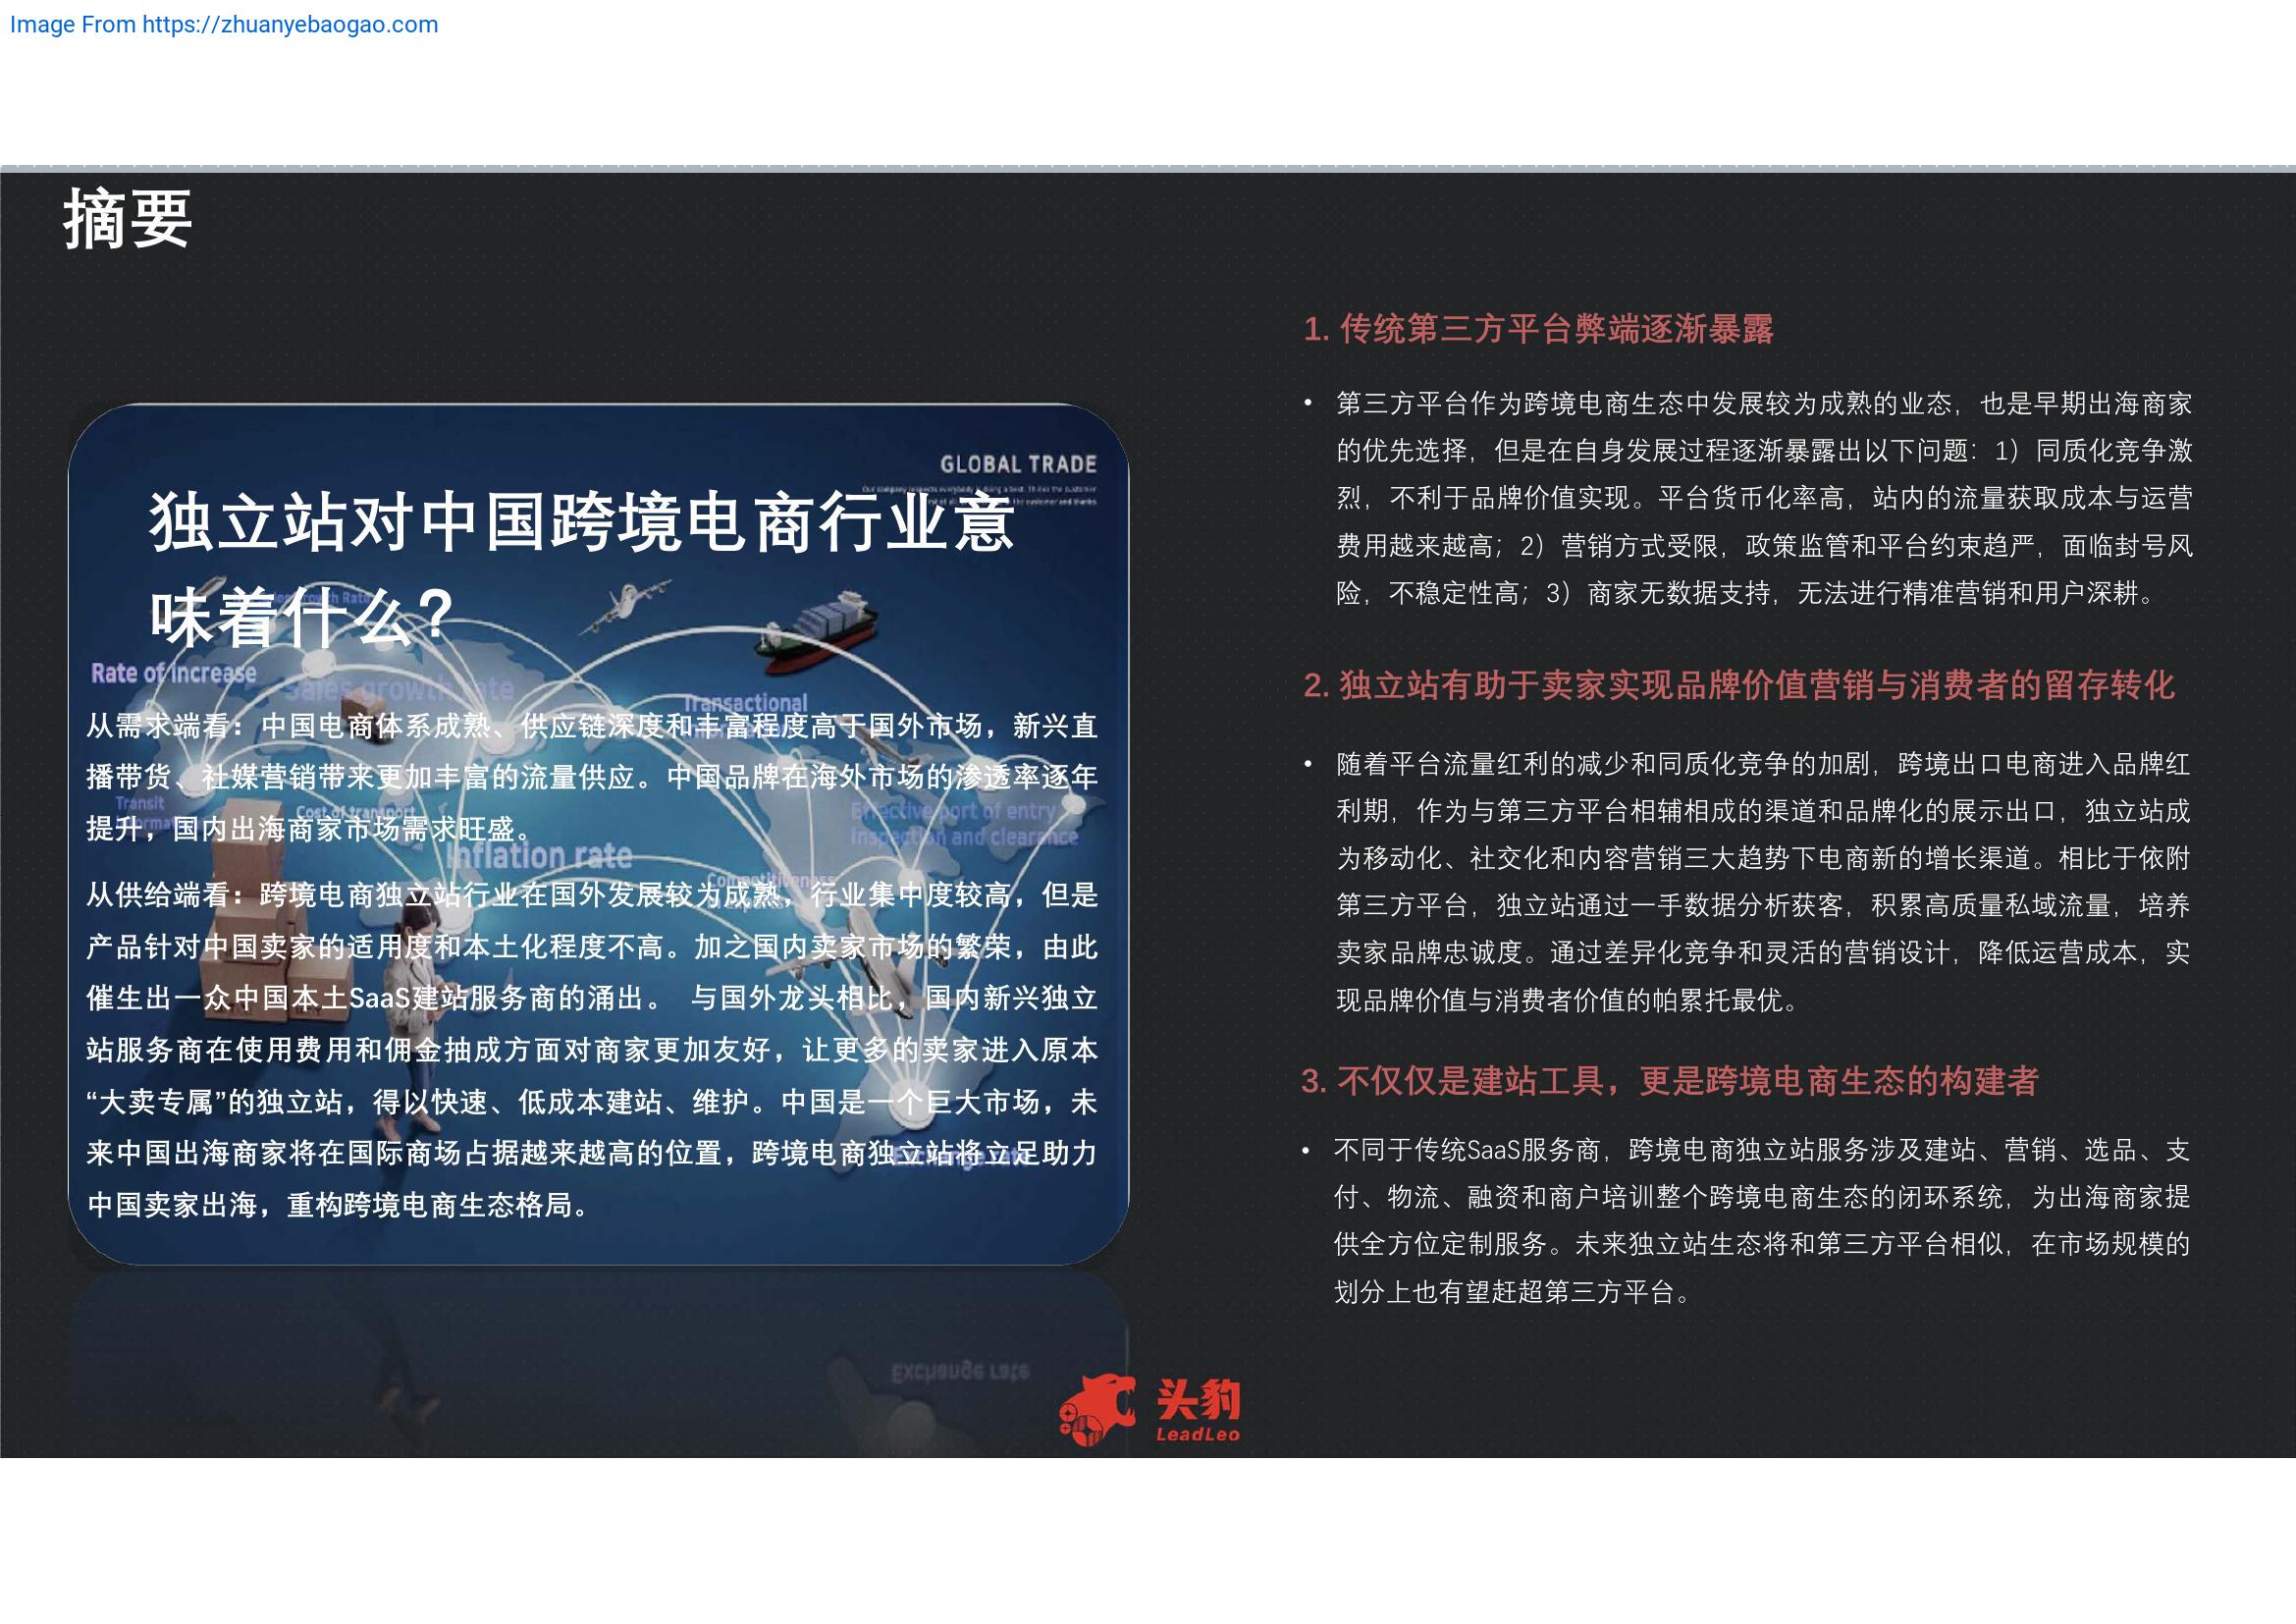 Image From https://zhuanyebaogao.com
摘要
GLOBAL TRADE
独立站对中国跨境电商行业意
味着什么?
Rate of increase
Sales growth rate
Transactional
从需求端看：中国电商体系成熟、供应链深度和丰富程度高于国外市场，新兴直
播带货、社媒营销带来更加丰富的流量供应。中国品牌在海外市场的渗透率逐年
Transit
Cost of transport
Effective port of entry
提升，国内出海商家市场需求旺盛。
inspection and clearance
Inflation rate
Competitiveness
从供给端看：跨境电商独立站行业在国外发展较为成熟，行业集中度较高，但是
产品针对中国卖家的适用度和本土化程度不高。加之国内卖家市场的繁荣，由此
催生出一众中国本土SaaS建站服务商的涌出。 与国外龙头相比，国内新兴独立
站服务商在使用费用和佣金抽成方面对商家更加友好，让更多的卖家进入原本
“大卖专属”的独立站，得以快速、低成本建站、维护。中国是一个巨大市场，未
来中国出海商家将在国际商场占据越来越高的位置，跨境电商独立站将立足助力
Exchange rate
中国卖家出海，重构跨境电商生态格局。
1. 传统第三方平台弊端逐渐暴露
• 第三方平台作为跨境电商生态中发展较为成熟的业态，也是早期出海商家
的优先选择，但是在自身发展过程逐渐暴露出以下问题：1）同质化竞争激
烈，不利于品牌价值实现。平台货币化率高，站内的流量获取成本与运营
费用越来越高；2）营销方式受限，政策监管和平台约束趋严，面临封号风
险，不稳定性高；3）商家无数据支持，无法进行精准营销和用户深耕。
2. 独立站有助于卖家实现品牌价值营销与消费者的留存转化
• 随着平台流量红利的减少和同质化竞争的加剧，跨境出口电商进入品牌红
利期，作为与第三方平台相辅相成的渠道和品牌化的展示出口，独立站成
为移动化、社交化和内容营销三大趋势下电商新的增长渠道。相比于依附
第三方平台，独立站通过一手数据分析获客，积累高质量私域流量，培养
卖家品牌忠诚度。通过差异化竞争和灵活的营销设计，降低运营成本，实
现品牌价值与消费者价值的帕累托最优。
3. 不仅仅是建站工具，更是跨境电商生态的构建者
• 不同于传统SaaS服务商，跨境电商独立站服务涉及建站、营销、选品、支
付、物流、融资和商户培训整个跨境电商生态的闭环系统，为出海商家提
供全方位定制服务。未来独立站生态将和第三方平台相似，在市场规模的
划分上也有望赶超第三方平台。
头豹
LeadLeo